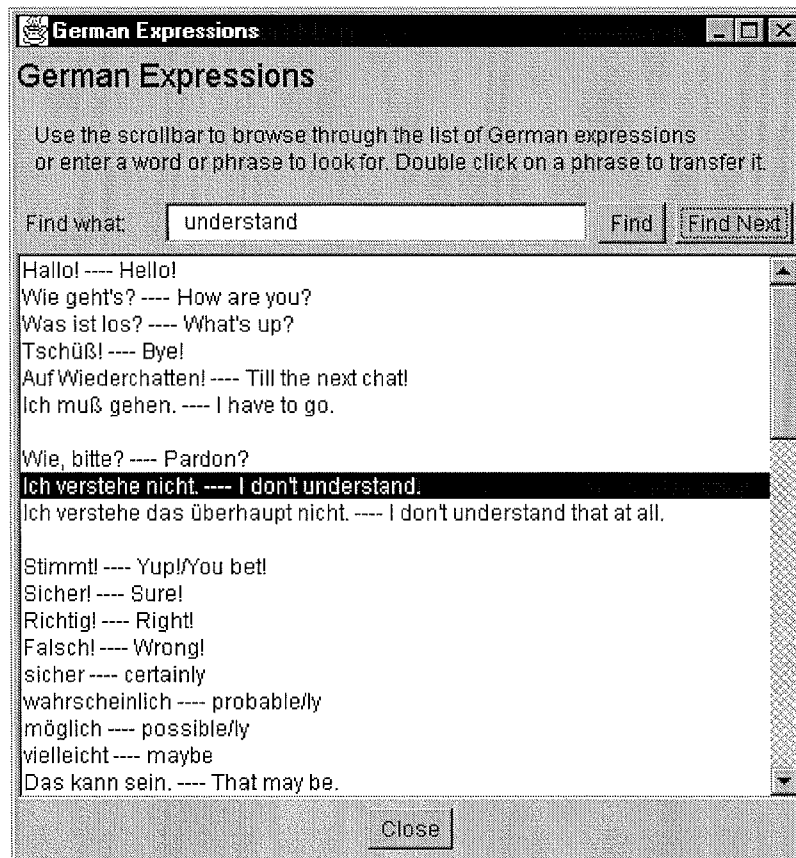 German Expressions
German Expressions
Use the scrollbar to browse through the list of German expressions
or enter a word or phrase to look for. Double click on a phrase to transfer it.
Find what: understand Find Find Next
Hallo! ---- Hello!
Wie geht's? ---- How are you?
Was ist los? ---- What's up?
Tschüß! ---- Bye!
Auf Wiederchatten! ---- Till the next chat!
Ich muß gehen. ---- I have to go.
Wie, bitte? ---- Pardon?
Ich verstehe nicht. ---- I don't understand.
Ich verstehe das überhaupt nicht. ---- I don't understand that at all.
Stimmt! ---- Yup!/You bet!
Sicher! ---- Sure!
Richtig! ---- Right!
Falsch! ---- Wrong!
sicher ---- certainly
wahrscheinlich ---- probable/ly
möglich ---- possible/ly
vielleicht ---- maybe
Das kann sein. ---- That may be.
Close